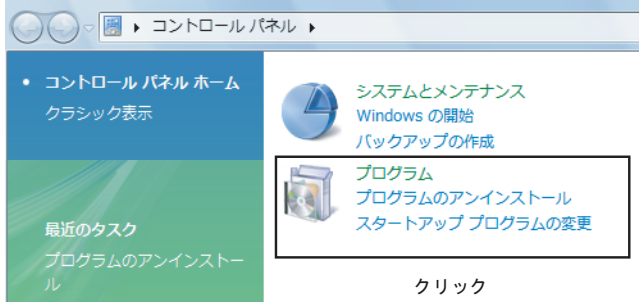 コントロール パネル
コントロール パネル ホーム
クラシック表示
最近のタスク
プログラムのアンインストー
ル
システムとメンテナンス
Windows の開始
バックアップの作成
プログラム
プログラムのアンインストール
スタートアップ プログラムの変更
クリック